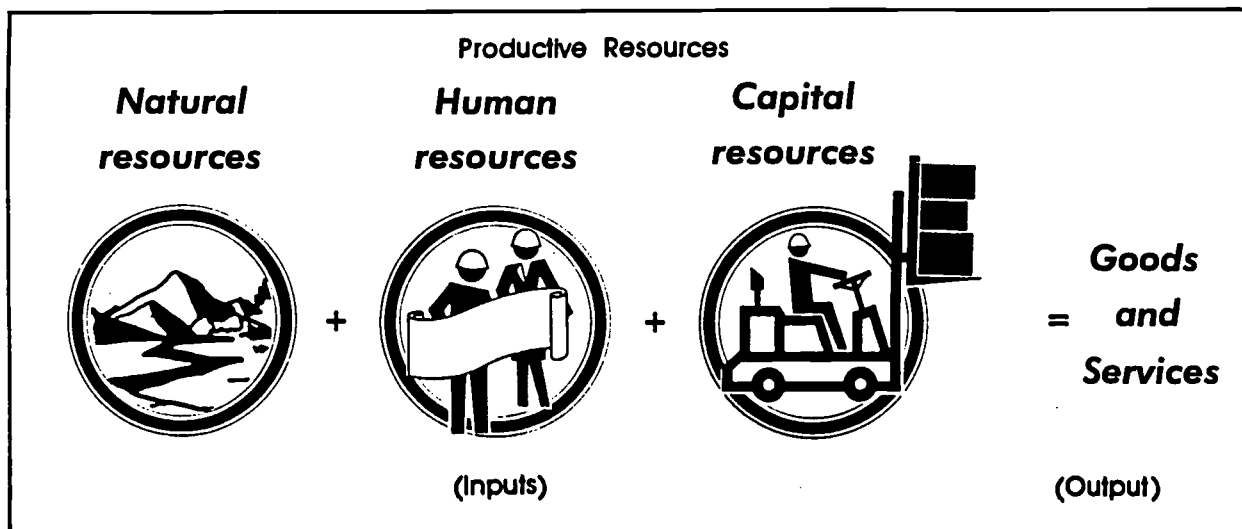 Productive Resources
Natural
resources
+
Human
resources
+
Capital
resources
=
Goods
and
Services
(Inputs)
(Output)